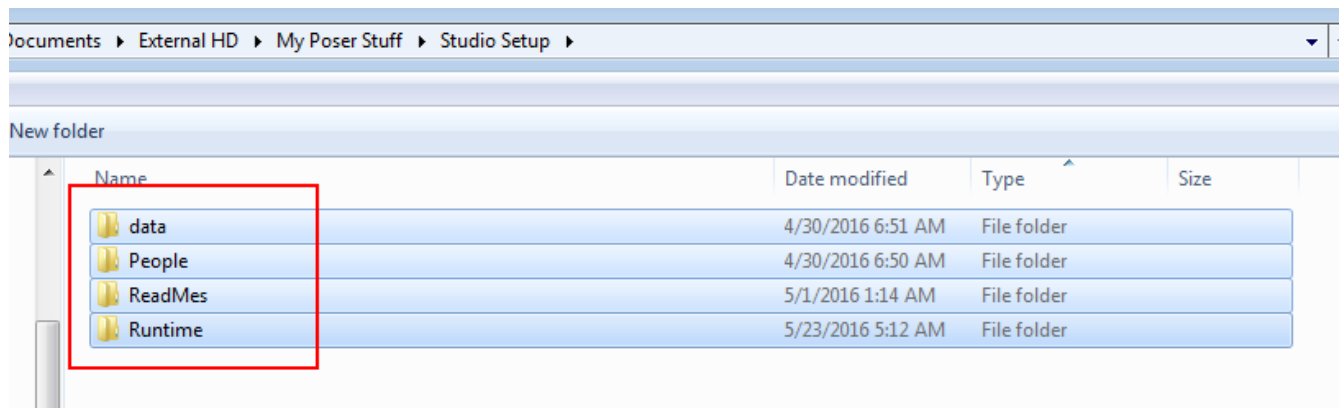 Documents ▸ External HD ▸ My Poser Stuff ▸ Studio Setup ▸
New folder
Name Date modified Type Size
data 4/30/2016 6:51 AM File folder
People 4/30/2016 6:50 AM File folder
ReadMes 5/1/2016 1:14 AM File folder
Runtime 5/23/2016 5:12 AM File folder